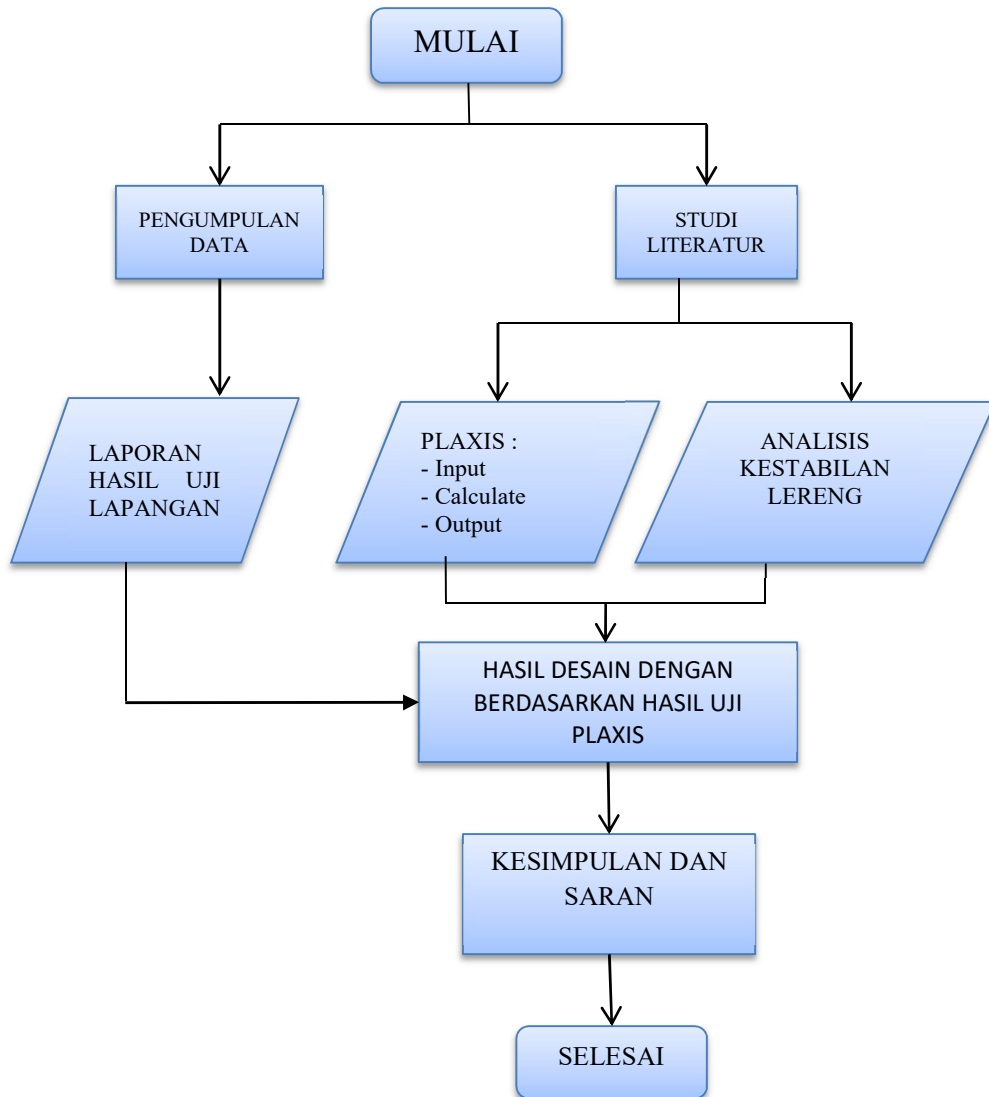 MULAI
PENGUMPULAN
DATA
STUDI
LITERATUR
LAPORAN
HASIL UJI
LAPANGAN
PLAXIS :
- Input
- Calculate
- Output
ANALISIS
KESTABILAN
LERENG
HASIL DESAIN DENGAN
BERDASARKAN HASIL UJI
PLAXIS
KESIMPULAN DAN
SARAN
SELESAI